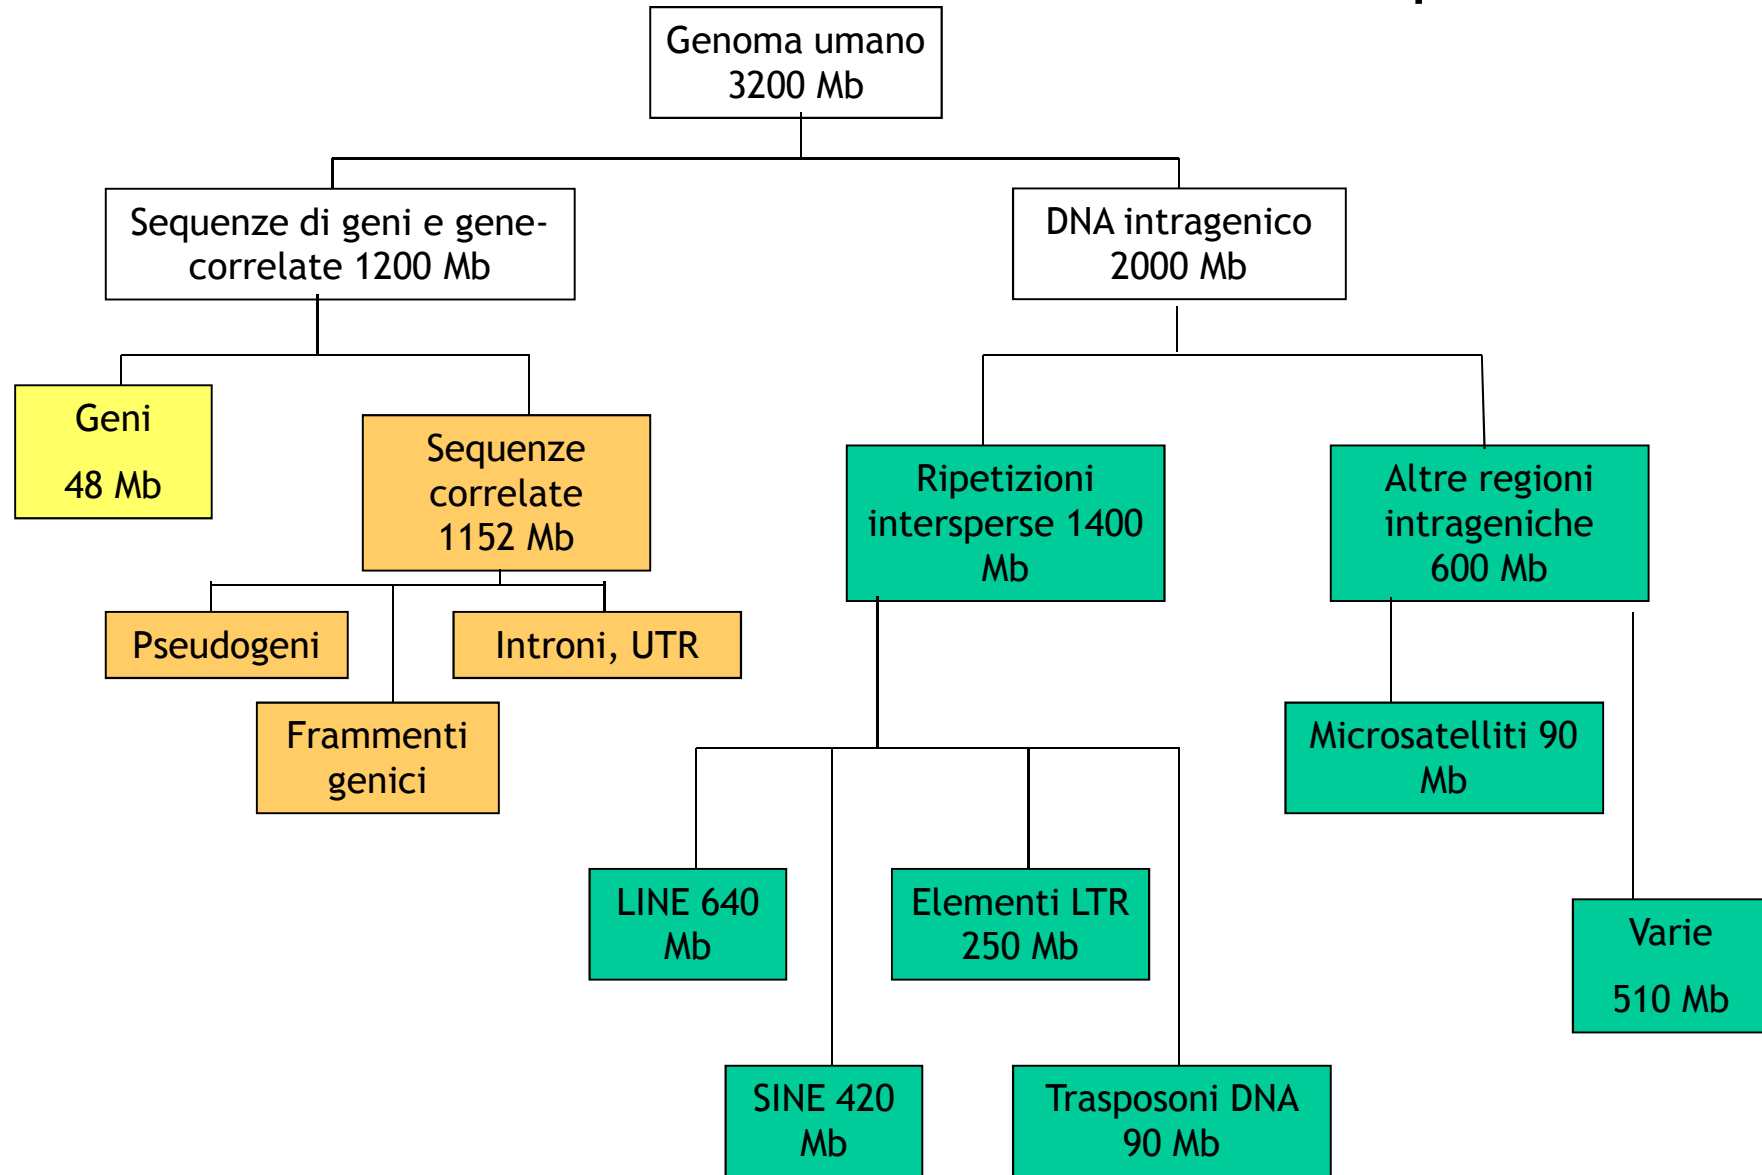 Genoma umano
3200 Mb
Sequenze di geni e gene-
correlate 1200 Mb
DNA intragenico
2000 Mb
Geni
48 Mb
Sequenze
correlate
1152 Mb
Ripetizioni
intersperse 1400
Mb
Altre regioni
intrageniche
600 Mb
Pseudogeni
Introni, UTR
Frammenti
genici
Microsatelliti 90
Mb
LINE 640
Mb
Elementi LTR
250 Mb
Varie
510 Mb
SINE 420
Mb
Trasposoni DNA
90 Mb